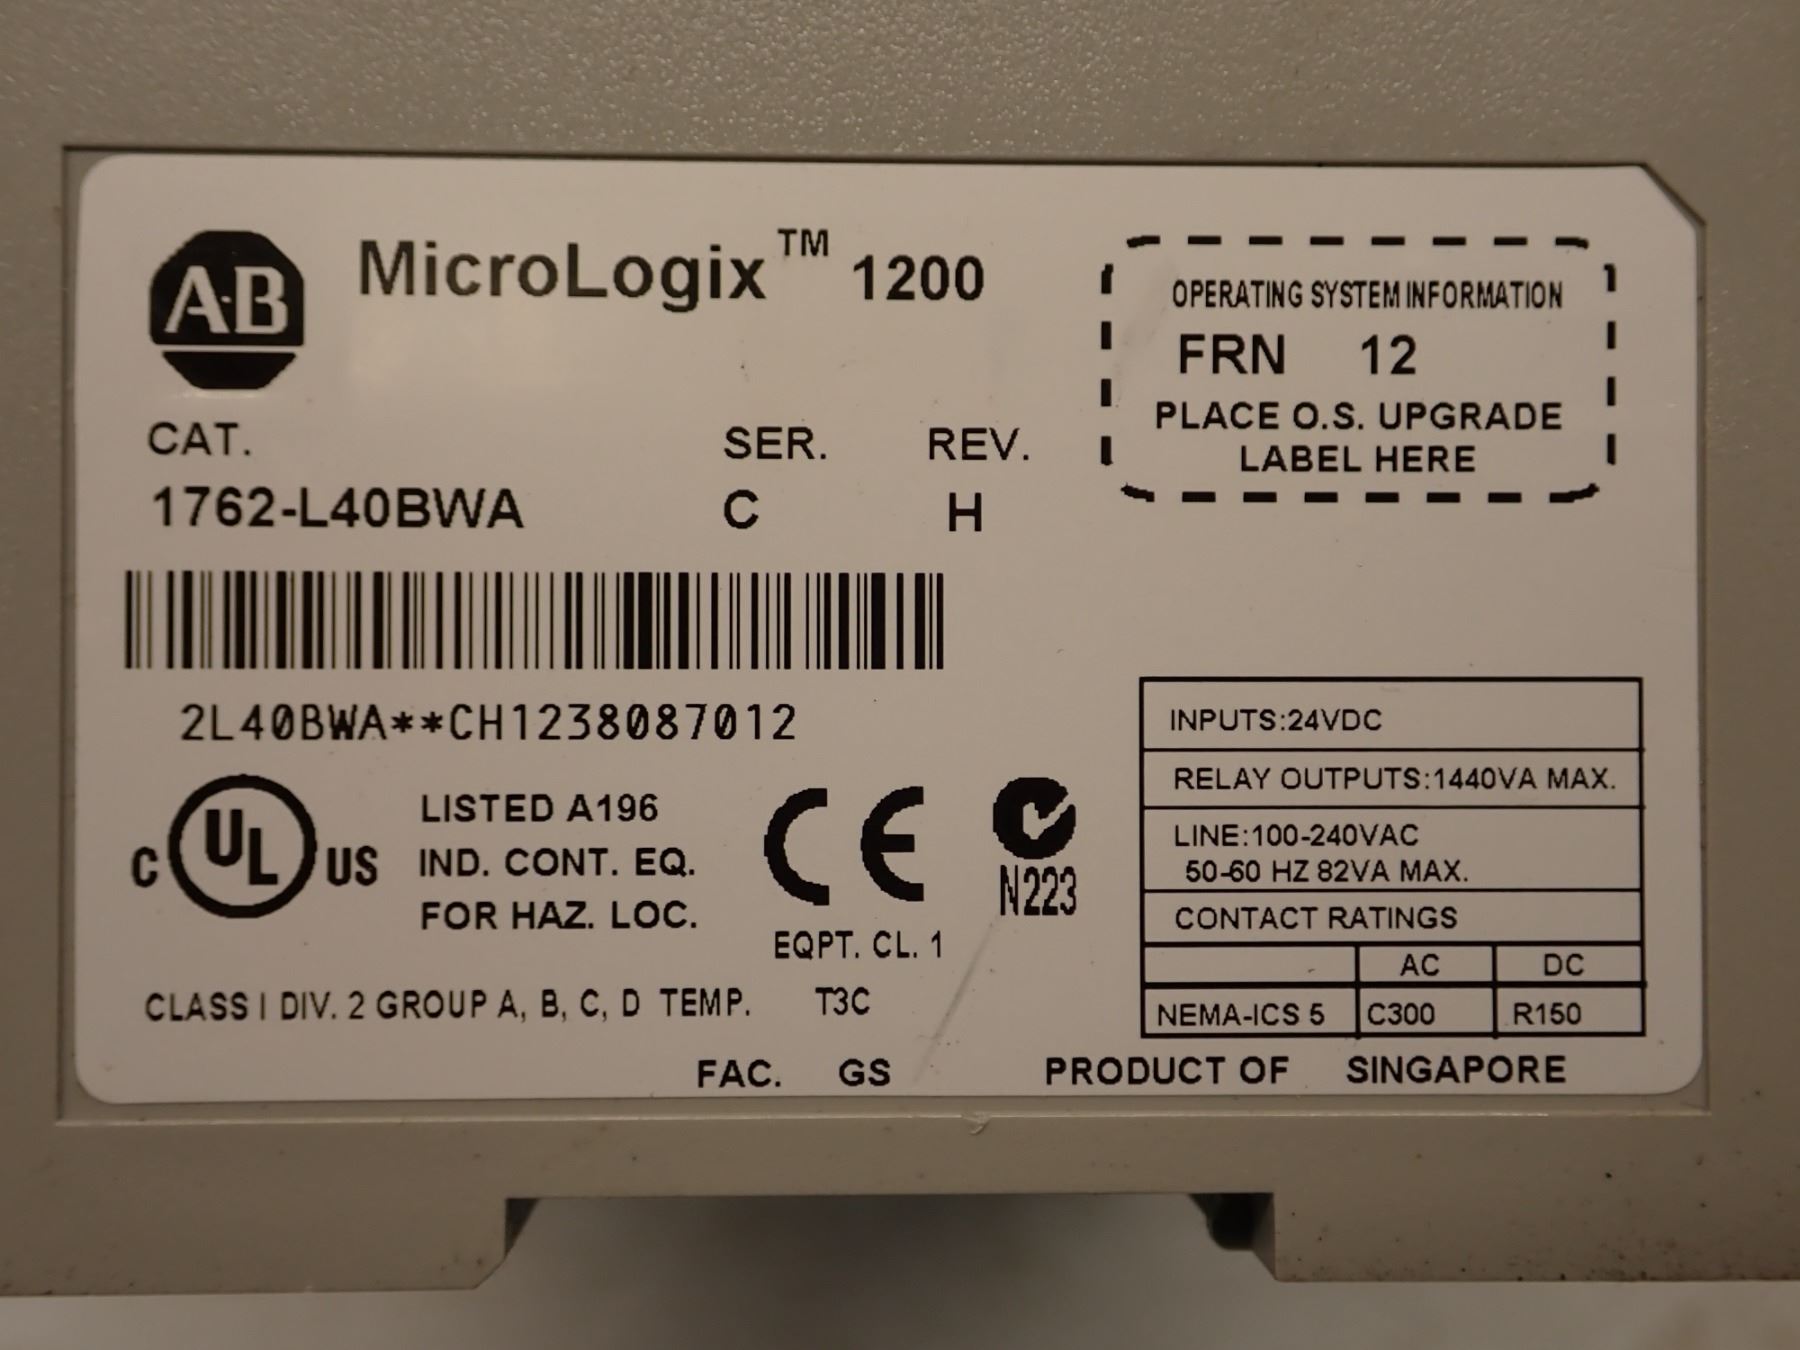 A-B
MicroLogix™ 1200
OPERATING SYSTEM INFORMATION
FRN 12
PLACE O.S. UPGRADE
LABEL HERE
CAT. SER. REV.
1762-L40BWA C H
2L40BWA**CH1238087012
C UL US
LISTED A196
IND. CONT. EQ.
FOR HAZ. LOC.
CE
EQPT. CL. 1
N223
CLASS I DIV. 2 GROUP A, B, C, D TEMP. T3C
INPUTS:24VDC
RELAY OUTPUTS:1440VA MAX.
LINE:100-240VAC
50-60 HZ 82VA MAX.
CONTACT RATINGS
AC DC
NEMA-ICS 5 C300 R150
FAC. GS PRODUCT OF SINGAPORE